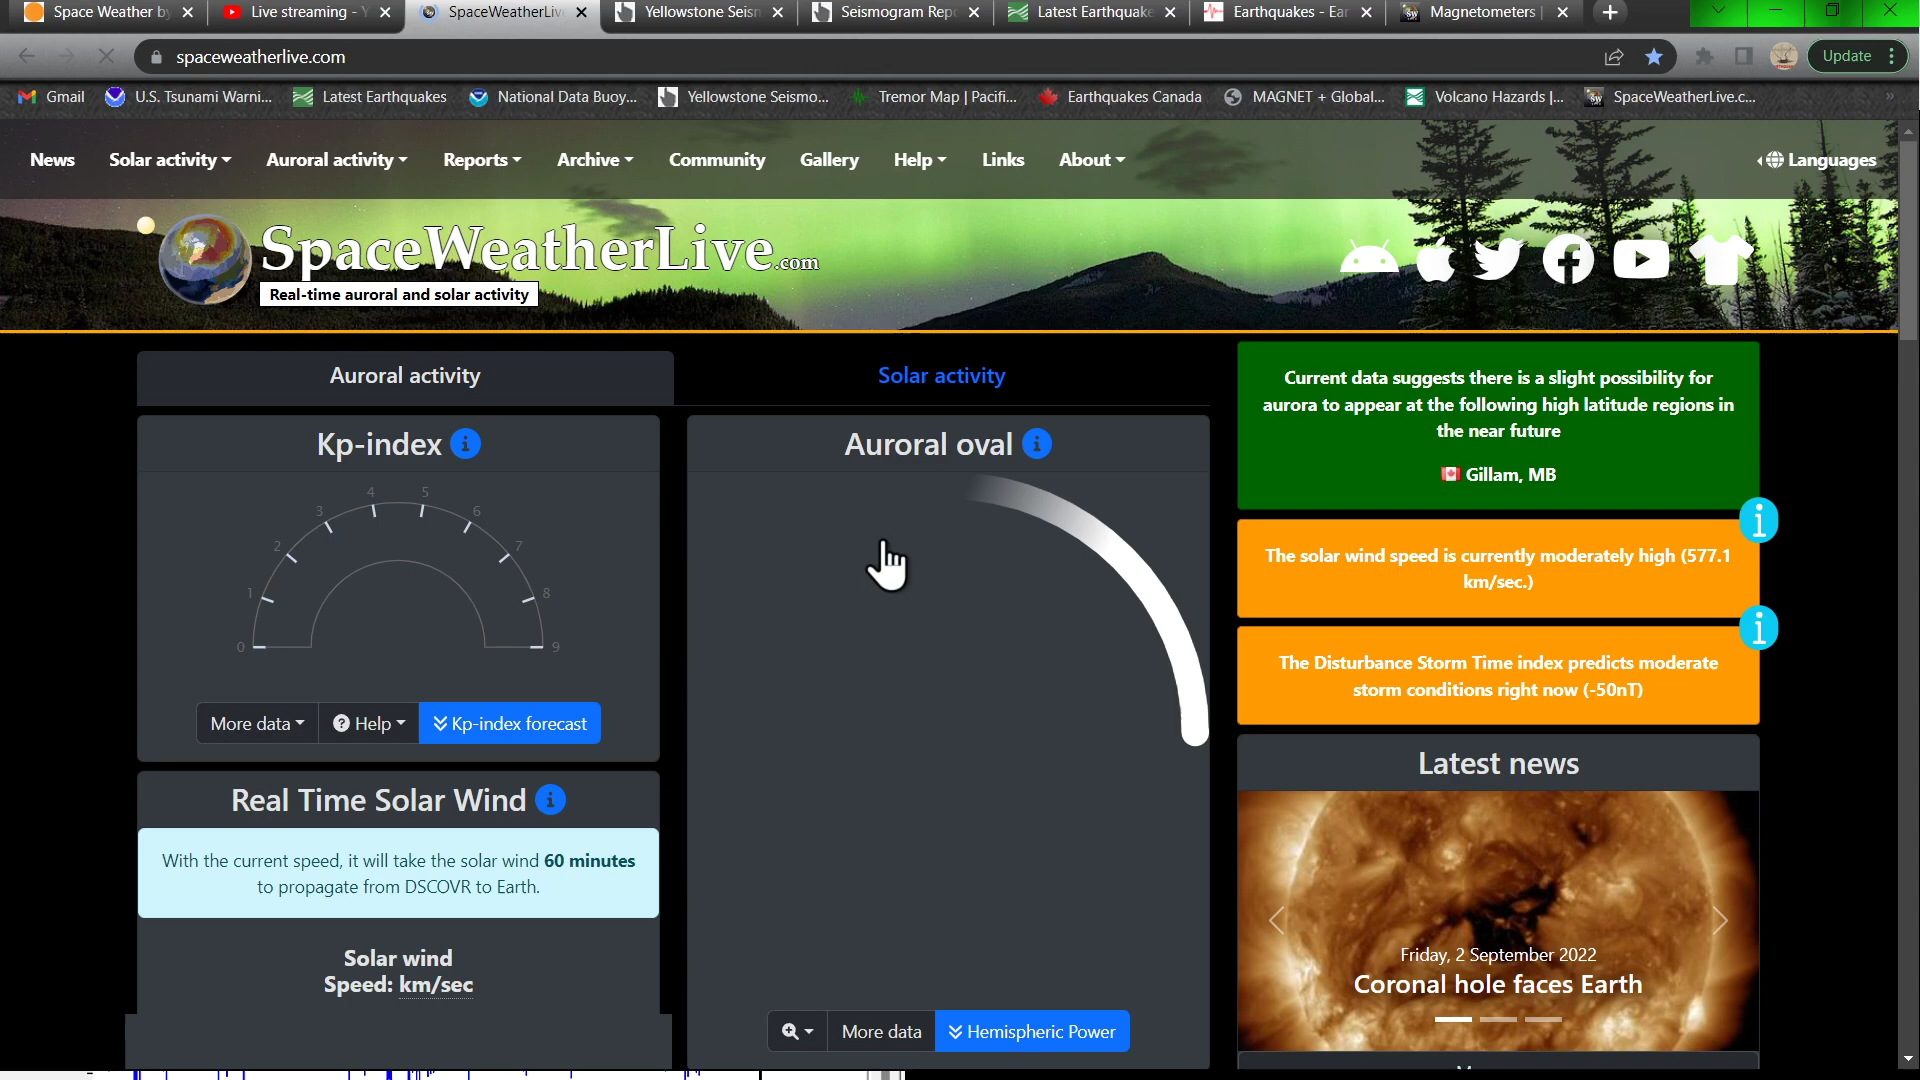 Space Weather by
Live streaming - Y
SpaceWeatherLiv
Yellowstone Seism
Seismogram Repo
Latest Earthquake
Earthquakes - Ear
Magnetometers |
spaceweatherlive.com
Update
Gmail
U.S. Tsunami Warni...
Latest Earthquakes
National Data Buoy...
Yellowstone Seismo...
Tremor Map | Pacifi...
Earthquakes Canada
MAGNET + Global...
Volcano Hazards |...
SpaceWeatherLive.c...
News
Solar activity
Auroral activity
Reports
Archive
Community
Gallery
Help
Links
About
Languages
SpaceWeatherLive.com
Real-time auroral and solar activity
Auroral activity
Solar activity
Kp-index
0
1
2
3
4
5
6
7
8
9
More data
Help
Kp-index forecast
Real Time Solar Wind
With the current speed, it will take the solar wind 60 minutes
to propagate from DSCOVR to Earth.
Solar wind
Speed: km/sec
Auroral oval
More data
Hemispheric Power
Current data suggests there is a slight possibility for
aurora to appear at the following high latitude regions in
the near future
Gillam, MB
The solar wind speed is currently moderately high (577.1
km/sec.)
The Disturbance Storm Time index predicts moderate
storm conditions right now (-50nT)
Latest news
Friday, 2 September 2022
Coronal hole faces Earth